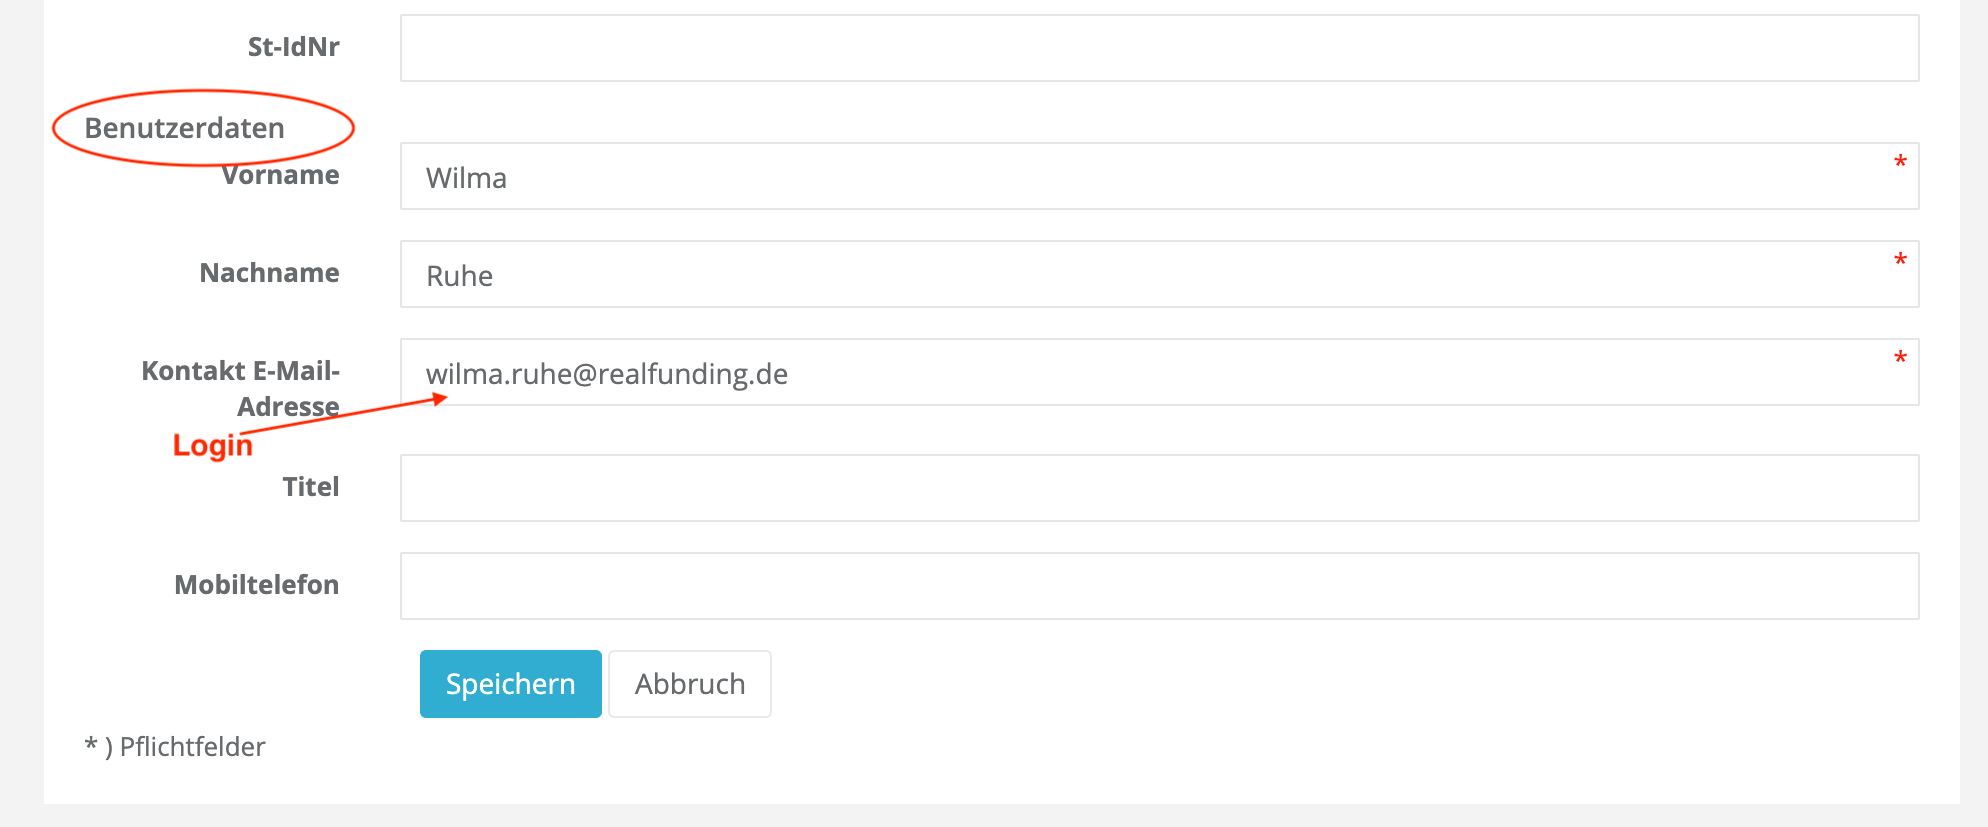 St-IdNr
Benutzerdaten
Vorname
Wilma *
Nachname
Ruhe *
Kontakt E-Mail-
Adresse
wilma.ruhe@realfunding.de *
Login
Titel
Mobiltelefon
Speichern Abbruch
* ) Pflichtfelder